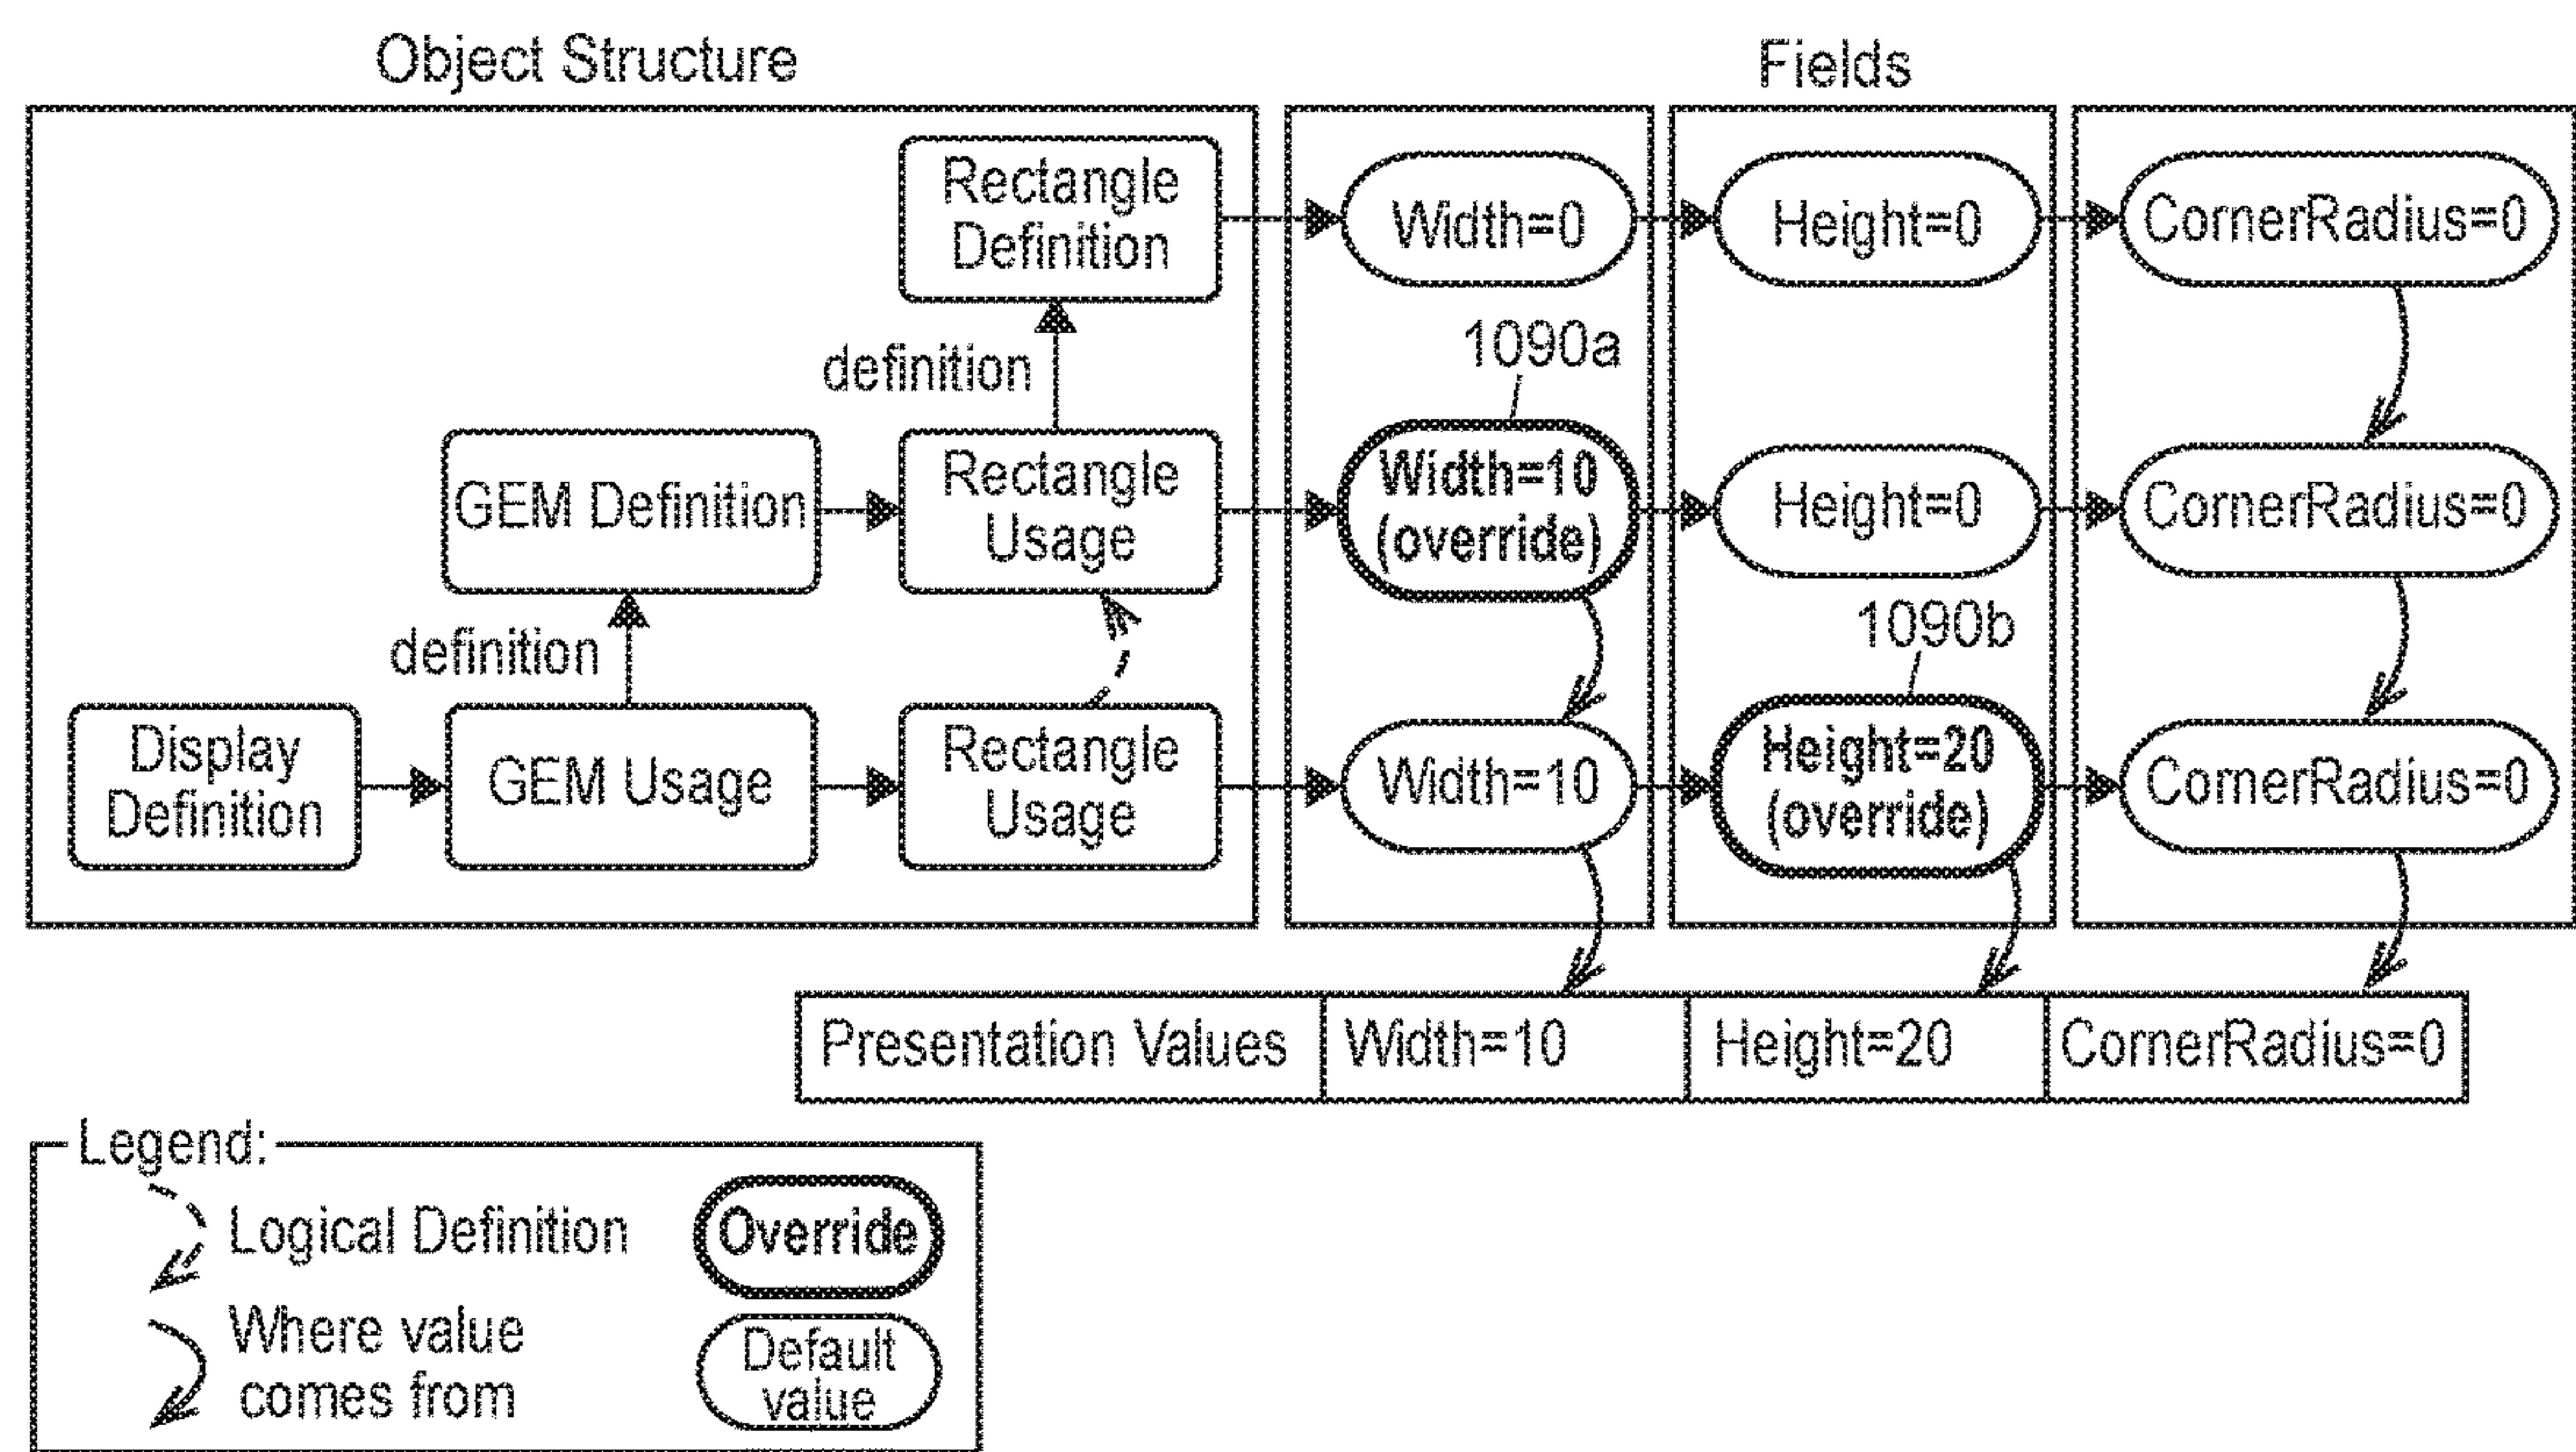 Object Structure
Fields
Rectangle
Definition
Width=0
Height=0
CornerRadius=0
definition
1090a
GEM Definition
Rectangle
Usage
Width=10
(override)
Height=0
CornerRadius=0
definition
1090b
Display
Definition
GEM Usage
Rectangle
Usage
Width=10
Height=20
(override)
CornerRadius=0
Presentation Values
Width=10
Height=20
CornerRadius=0
Legend:
Logical Definition
Override
Where value
comes from
Default
value